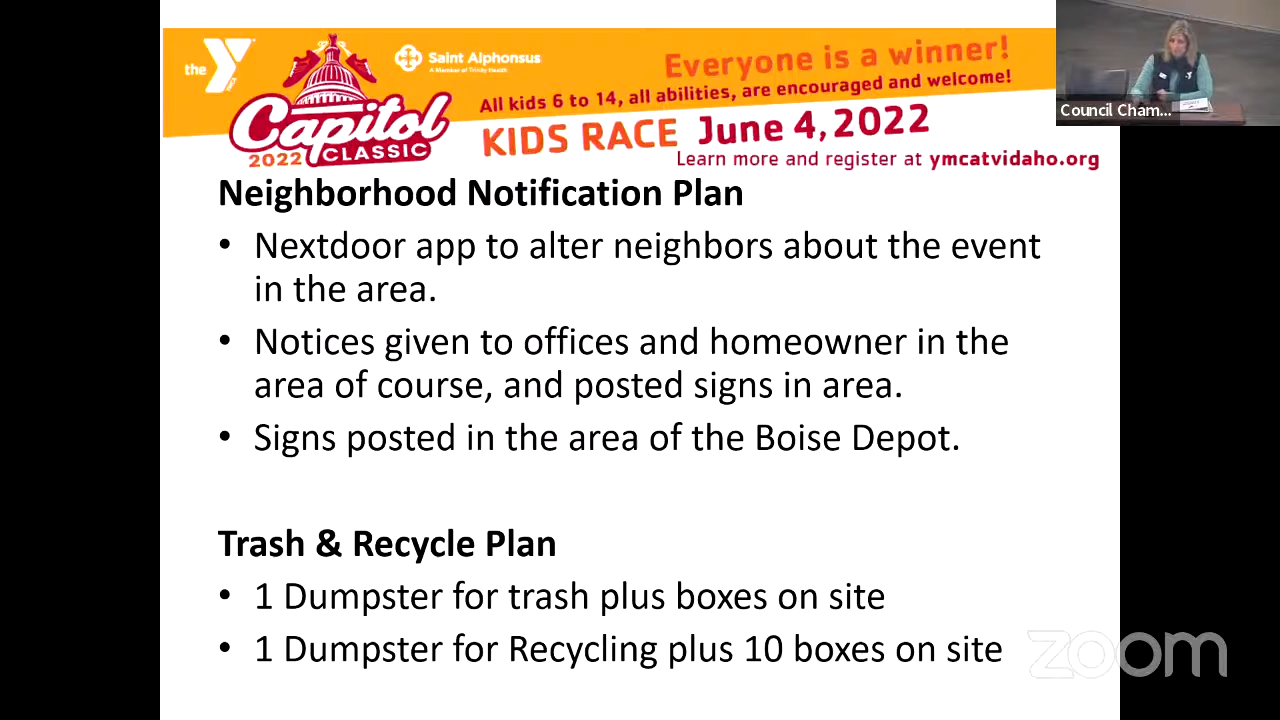 the Y
Saint Alphonsus
A Member of Trinity Health
Capitol
2022 CLASSIC
Everyone is a winner!
All kids 6 to 14, all abilities, are encouraged and welcome!
KIDS RACE June 4, 2022
Learn more and register at ymcatvidaho.org
Council Cham...
Neighborhood Notification Plan
• Nextdoor app to alter neighbors about the event
in the area.
• Notices given to offices and homeowner in the
area of course, and posted signs in area.
• Signs posted in the area of the Boise Depot.
Trash & Recycle Plan
• 1 Dumpster for trash plus boxes on site
• 1 Dumpster for Recycling plus 10 boxes on site
zoom